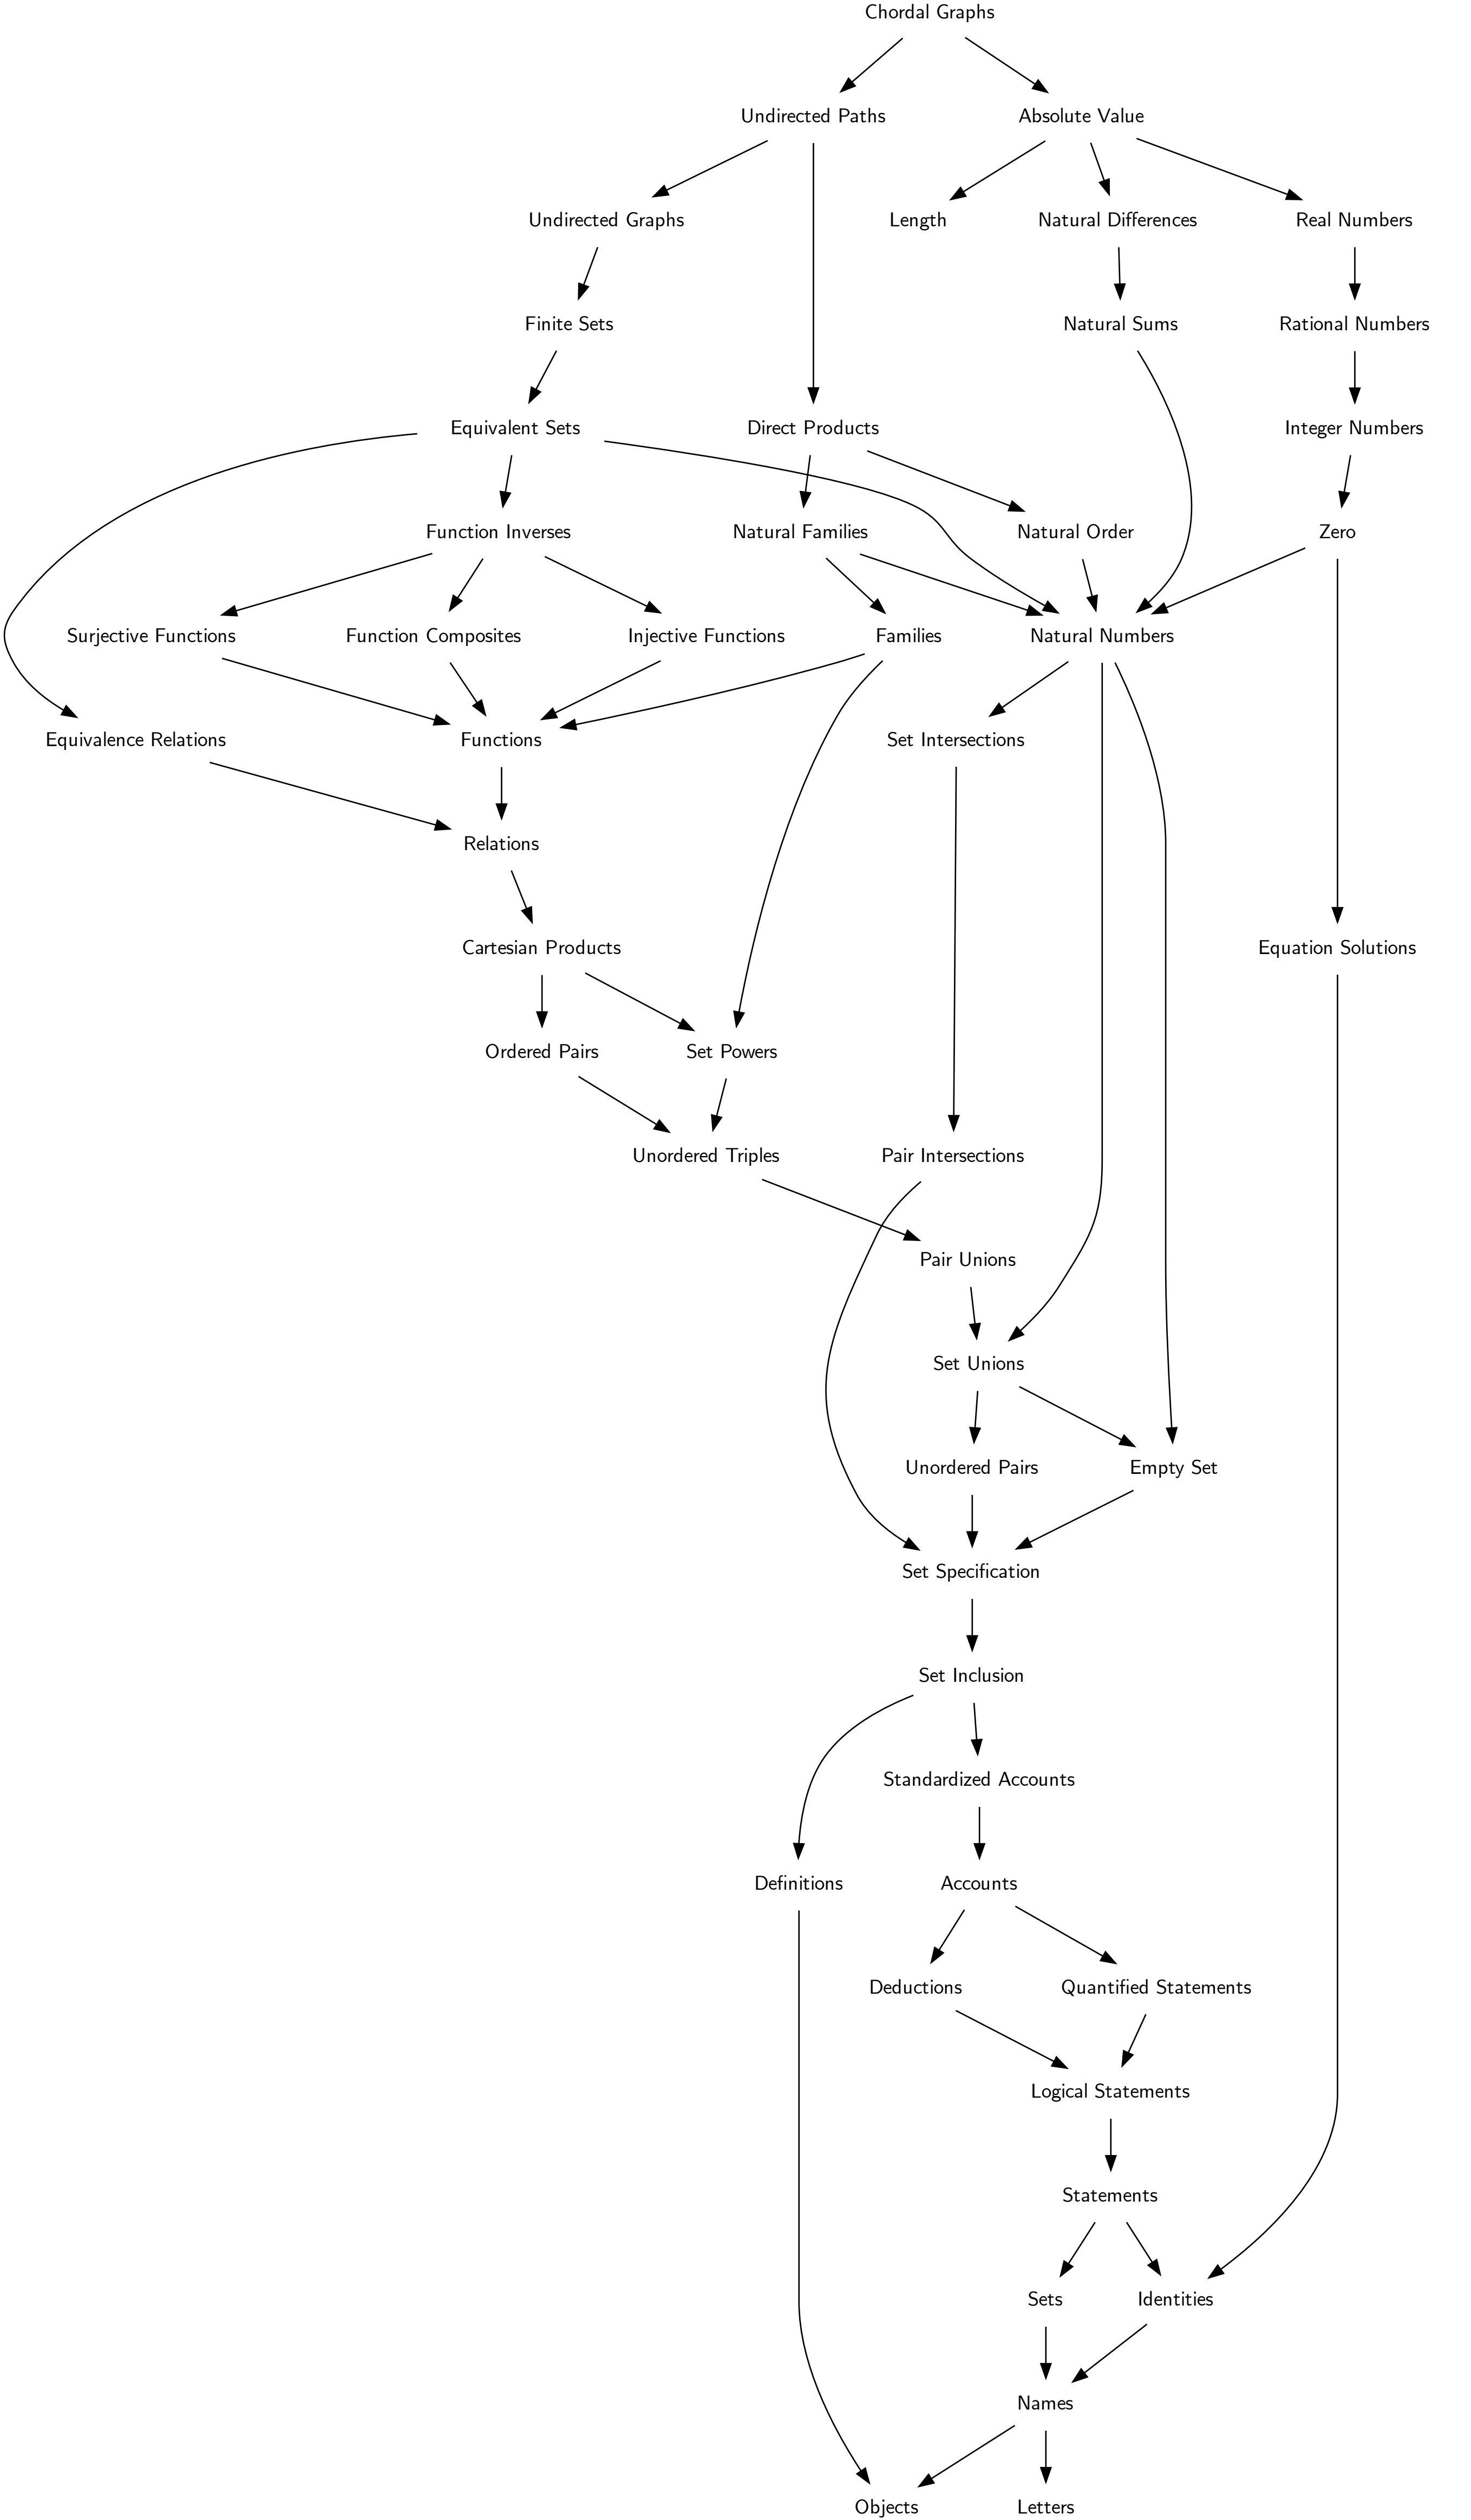 Chordal Graphs
Undirected Paths
Absolute Value
Undirected Graphs
Length
Natural Differences
Real Numbers
Finite Sets
Natural Sums
Rational Numbers
Equivalent Sets
Direct Products
Integer Numbers
Function Inverses
Natural Families
Natural Order
Zero
Surjective Functions
Function Composites
Injective Functions
Families
Natural Numbers
Equivalence Relations
Functions
Set Intersections
Relations
Cartesian Products
Equation Solutions
Ordered Pairs
Set Powers
Unordered Triples
Pair Intersections
Pair Unions
Set Unions
Unordered Pairs
Empty Set
Set Specification
Set Inclusion
Standardized Accounts
Definitions
Accounts
Deductions
Quantified Statements
Logical Statements
Statements
Sets
Identities
Names
Objects
Letters